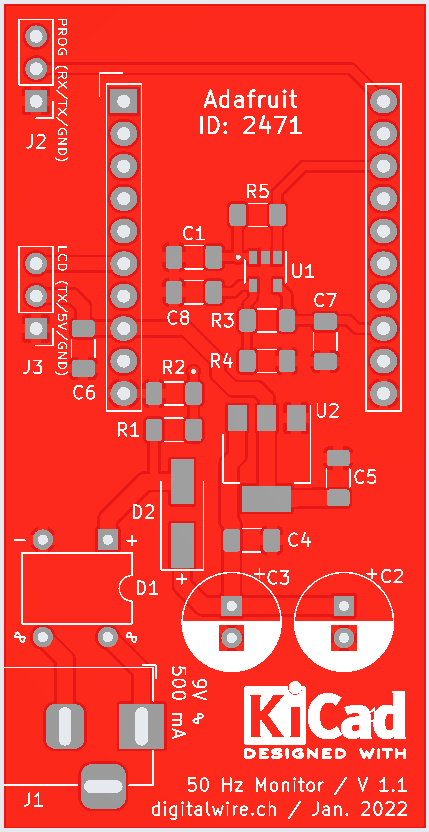 PROG (RX/TX/GND)
J2
Adafruit
ID: 2471
R5
C1
U1
LCD (TX/5V/GND)
C8
R3
C7
J3
R4
C6
R2
U2
R1
C5
D2
C4
- +
+
D1
+C3
+C2
9V
500 mA
KiCad
DESIGNED WITH
J1
50 Hz Monitor / V 1.1
digitalwire.ch / Jan. 2022